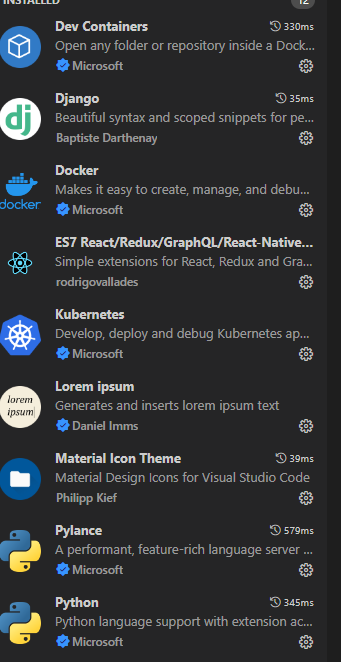 INSTALLED 12
Dev Containers 330ms
Open any folder or repository inside a Dock...
Microsoft
dj
Django 35ms
Beautiful syntax and scoped snippets for pe...
Baptiste Darthenay
docker
Docker
Makes it easy to create, manage, and debu...
Microsoft
ES7 React/Redux/GraphQL/React-Native...
Simple extensions for React, Redux and Gra...
rodrigovallades
Kubernetes
Develop, deploy and debug Kubernetes ap...
Microsoft
lorem
ipsum
Lorem ipsum
Generates and inserts lorem ipsum text
Daniel Imms
Material Icon Theme 39ms
Material Design Icons for Visual Studio Code
Philipp Kief
Pylance 579ms
A performant, feature-rich language server ...
Microsoft
Python 345ms
Python language support with extension ac...
Microsoft